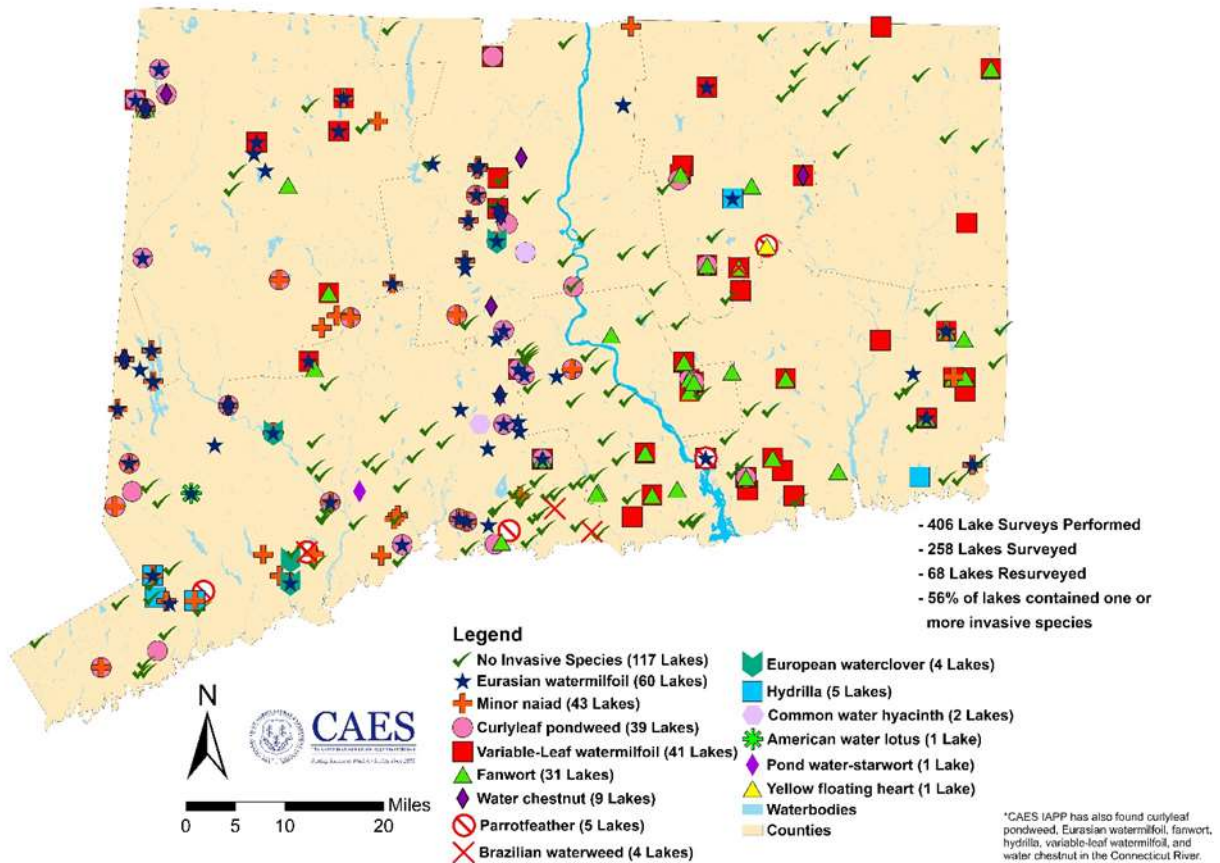 - 406 Lake Surveys Performed
- 258 Lakes Surveyed
- 68 Lakes Resurveyed
- 56% of lakes contained one or
more invasive species
Legend
No Invasive Species (117 Lakes)
Eurasian watermilfoil (60 Lakes)
Minor naiad (43 Lakes)
Curlyleaf pondweed (39 Lakes)
Variable-Leaf watermilfoil (41 Lakes)
Fanwort (31 Lakes)
Water chestnut (9 Lakes)
Parrotfeather (5 Lakes)
Brazilian waterweed (4 Lakes)
European waterclover (4 Lakes)
Hydrilla (5 Lakes)
Common water hyacinth (2 Lakes)
American water lotus (1 Lake)
Pond water-starwort (1 Lake)
Yellow floating heart (1 Lake)
Waterbodies
Counties
N
CAES
Miles
0 5 10 20
*CAES IAPP has also found curlyleaf
pondweed, Eurasian watermilfoil, fanwort,
hydrilla, variable-leaf watermilfoil, and
water chestnut in the Connecticut River.